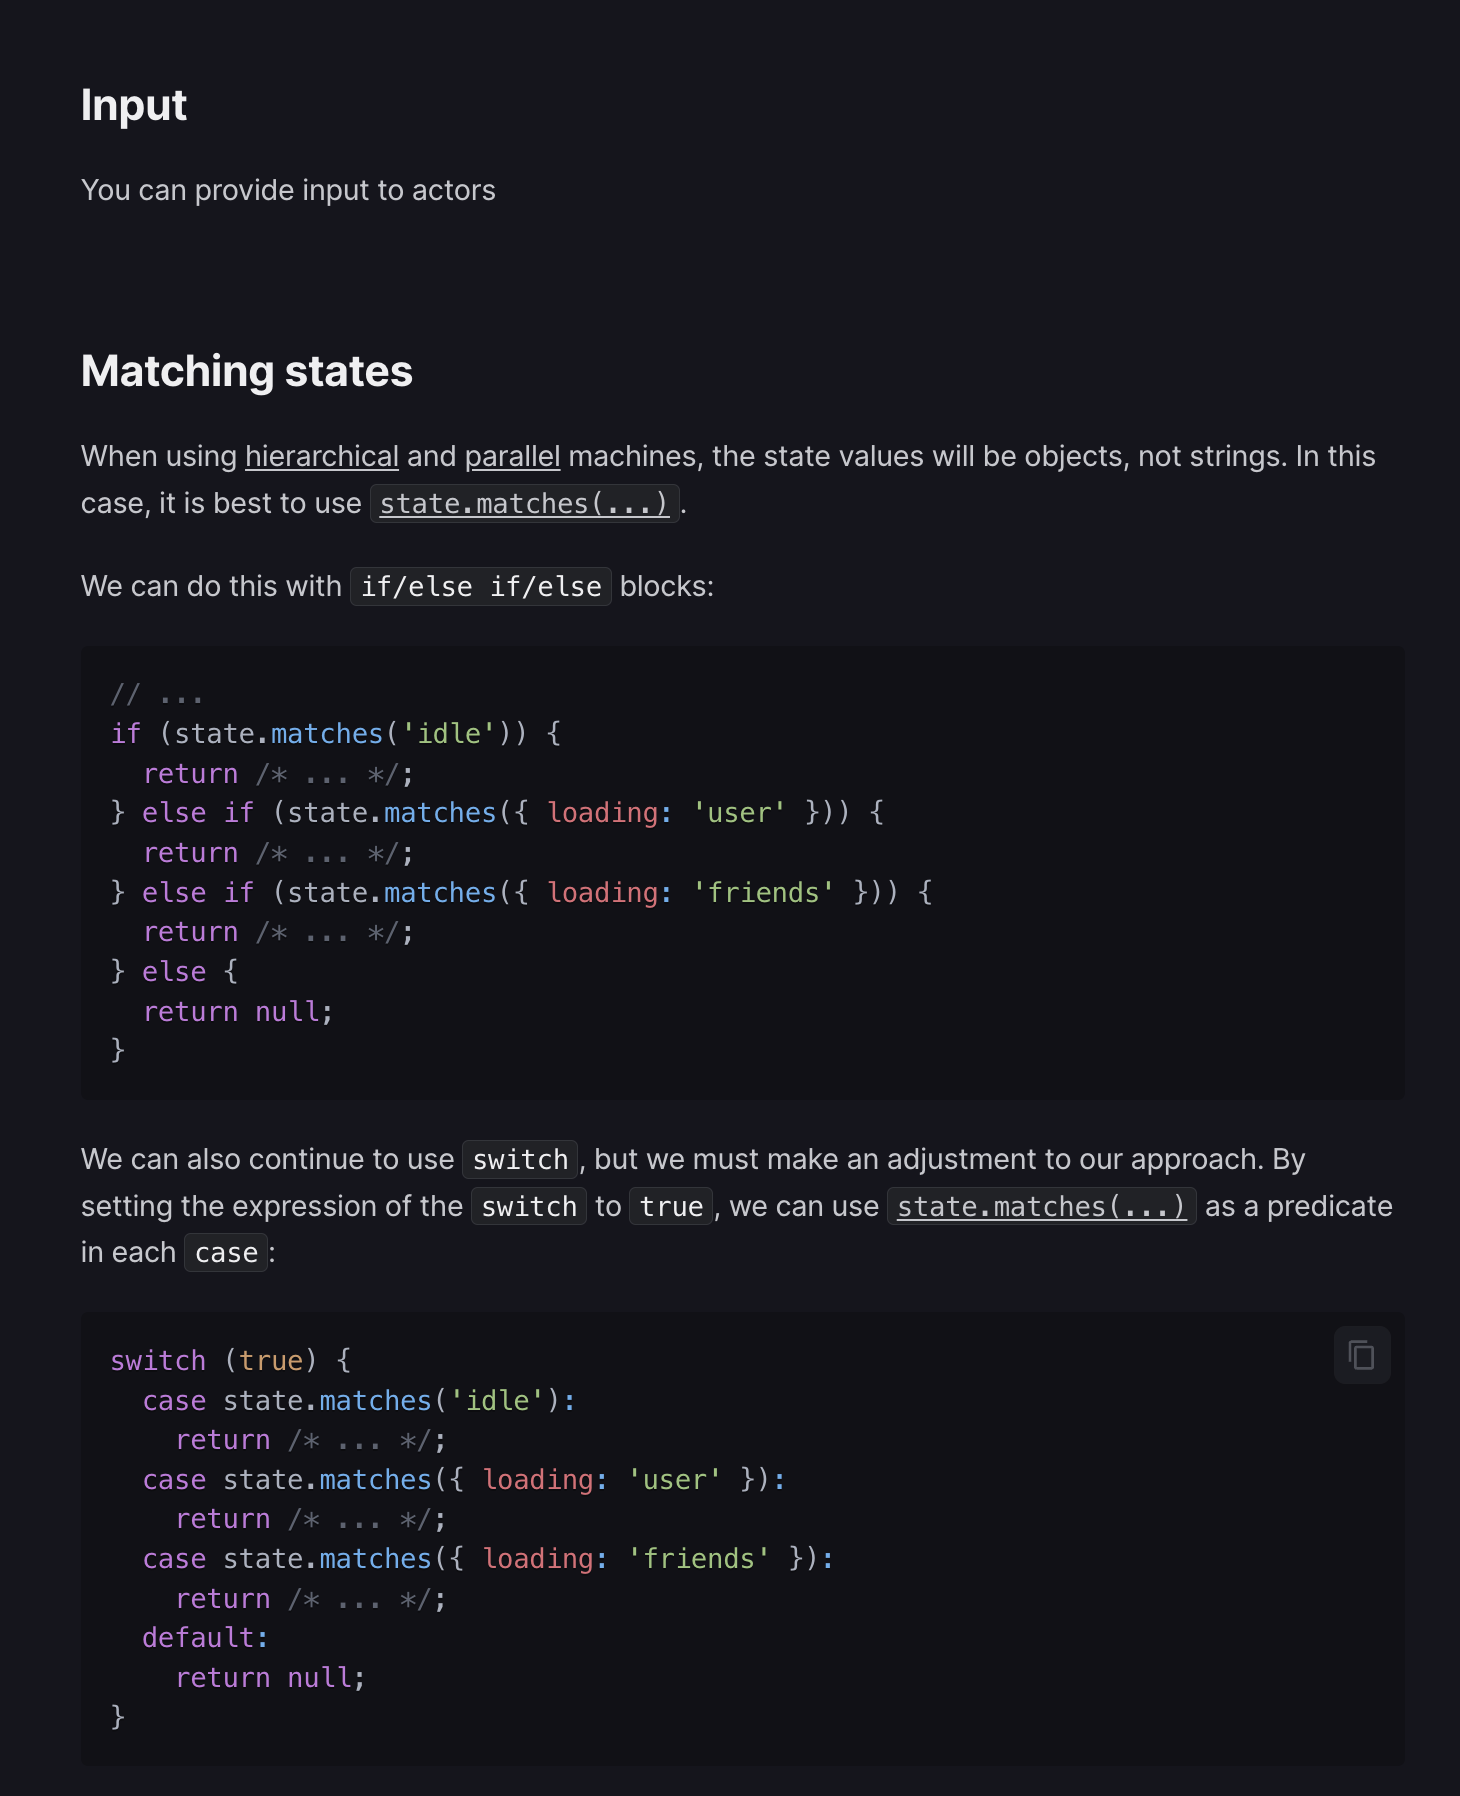 Input
You can provide input to actors
Matching states
When using hierarchical and parallel machines, the state values will be objects, not strings. In this
case, it is best to use state.matches(...).
We can do this with if/else if/else blocks:
// ...
if (state.matches('idle')) {
  return /* ... */;
} else if (state.matches({ loading: 'user' })) {
  return /* ... */;
} else if (state.matches({ loading: 'friends' })) {
  return /* ... */;
} else {
  return null;
}
We can also continue to use switch, but we must make an adjustment to our approach. By
setting the expression of the switch to true, we can use state.matches(...) as a predicate
in each case:
switch (true) {
  case state.matches('idle'):
    return /* ... */;
  case state.matches({ loading: 'user' }):
    return /* ... */;
  case state.matches({ loading: 'friends' }):
    return /* ... */;
  default:
    return null;
}